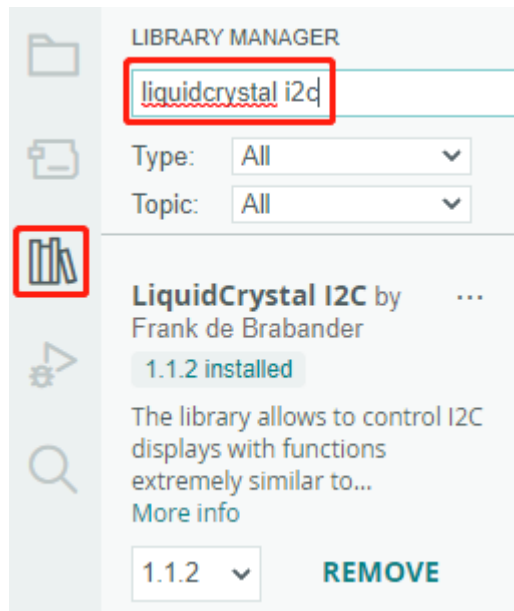 LIBRARY MANAGER
liquidcrystal i2c
Type: All
Topic: All
LiquidCrystal I2C by ...
Frank de Brabander
1.1.2 installed
The library allows to control I2C
displays with functions
extremely similar to...
More info
1.1.2 REMOVE